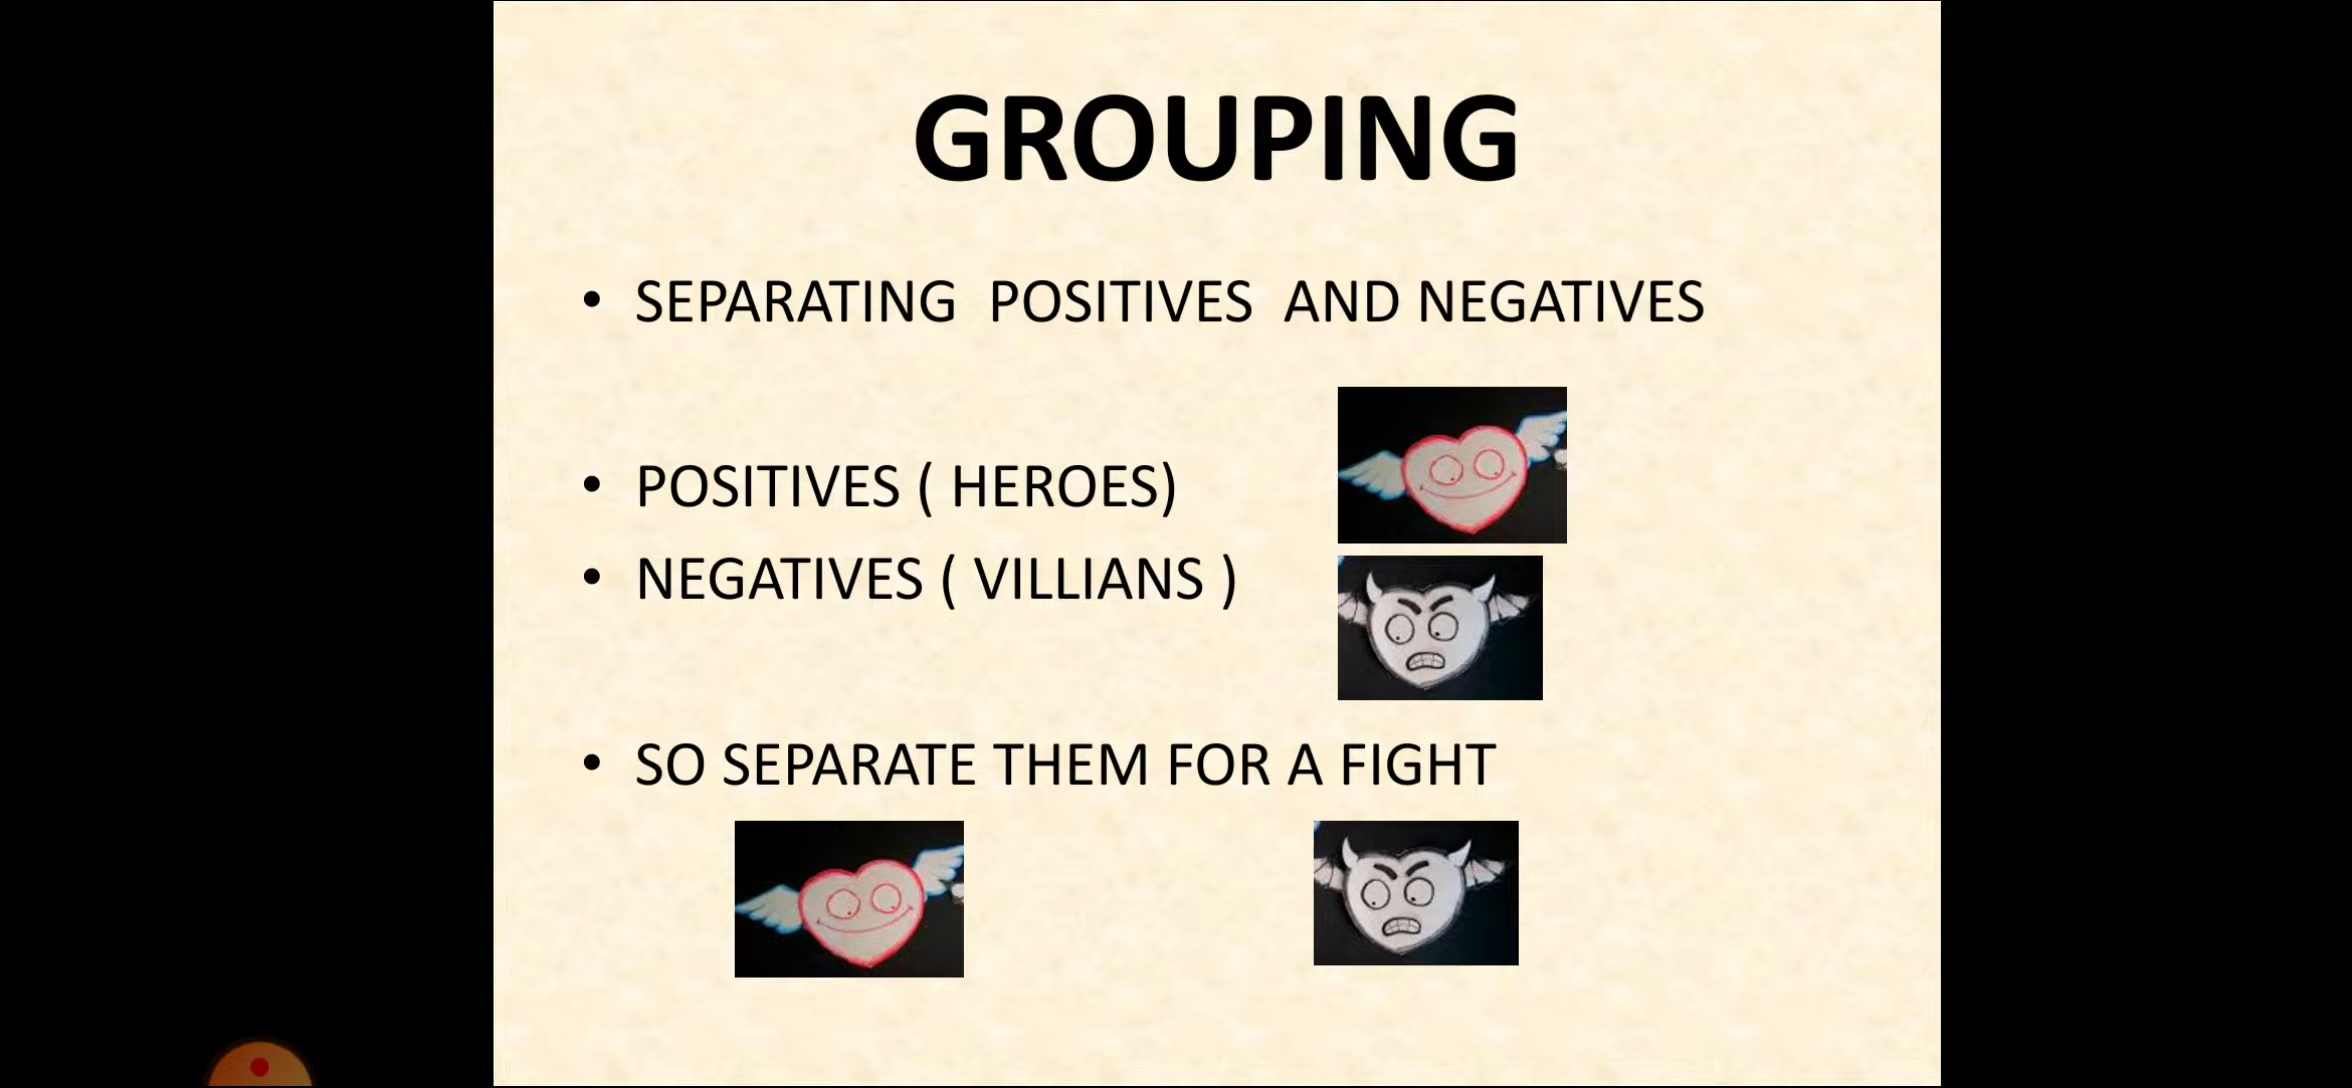 GROUPING
• SEPARATING POSITIVES AND NEGATIVES
• POSITIVES ( HEROES)
• NEGATIVES ( VILLIANS )
• SO SEPARATE THEM FOR A FIGHT